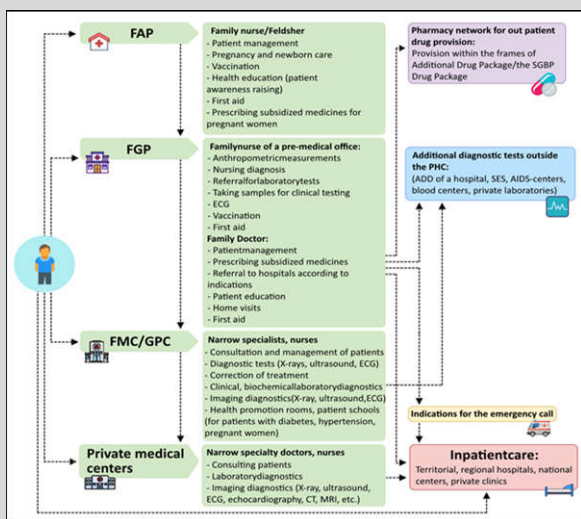 FAP
Family nurse/Feldsher
- Patient management
- Pregnancy and newborn care
- Vaccination
- Health education (patient
awareness raising)
- First aid
- Prescribing subsidized medicines for
pregnant women
FGP
Familynurse of a pre-medical office:
- Anthropometricmeasurements
- Nursing diagnosis
- Referralforlaboratorytests
- Taking samples for clinical testing
- ECG
- Vaccination
- First aid
Family Doctor:
- Patientmanagement
- Prescribing subsidized medicines
- Referral to hospitals according to
indications
- Patient education
- Home visits
- First aid
FMC/GPC
Narrow specialists, nurses
- Consultation and management of patients
- Diagnostic tests (X-rays, ultrasound, ECG)
- Correction of treatment
- Clinical, biochemicallaboratorydiagnostics
- Imaging diagnostics(X-ray, ultrasound,ECG)
- Health promotion rooms, patient schools
(for patients with diabetes, hypertension,
pregnant women)
Private medical
centers
Narrow specialty doctors, nurses
- Consulting patients
- Laboratorydiagnostics
- Imaging diagnostics (X-ray, ultrasound,
ECG, echocardiography, CT, MRI, etc.)
Pharmacy network for out patient
drug provision:
Provision within the frames of
Additional Drug Package/the SGBP
Drug Package
Additional diagnostic tests outside
the PHC:
(ADD of a hospital, SES, AIDS-centers,
blood centers, private laboratories)
Indications for the emergency call
Inpatientcare:
Territorial, regional hospitals, national
centers, private clinics